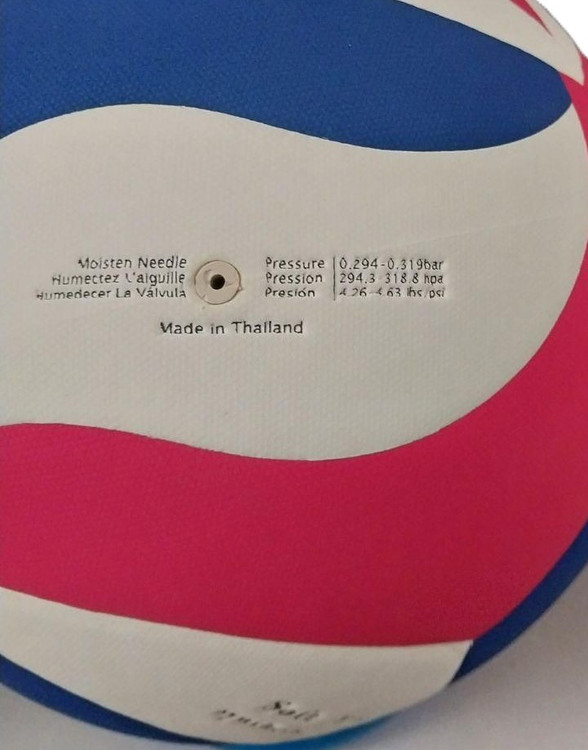 Moisten Needle
Humectez L'aiguille
Humedecer La Válvula
Pressure 0.294-0.319bar
Pression 294.3-318.8 hpa
Presión 4.26-4.63 lbs/psi
Made in Thailand
Soft